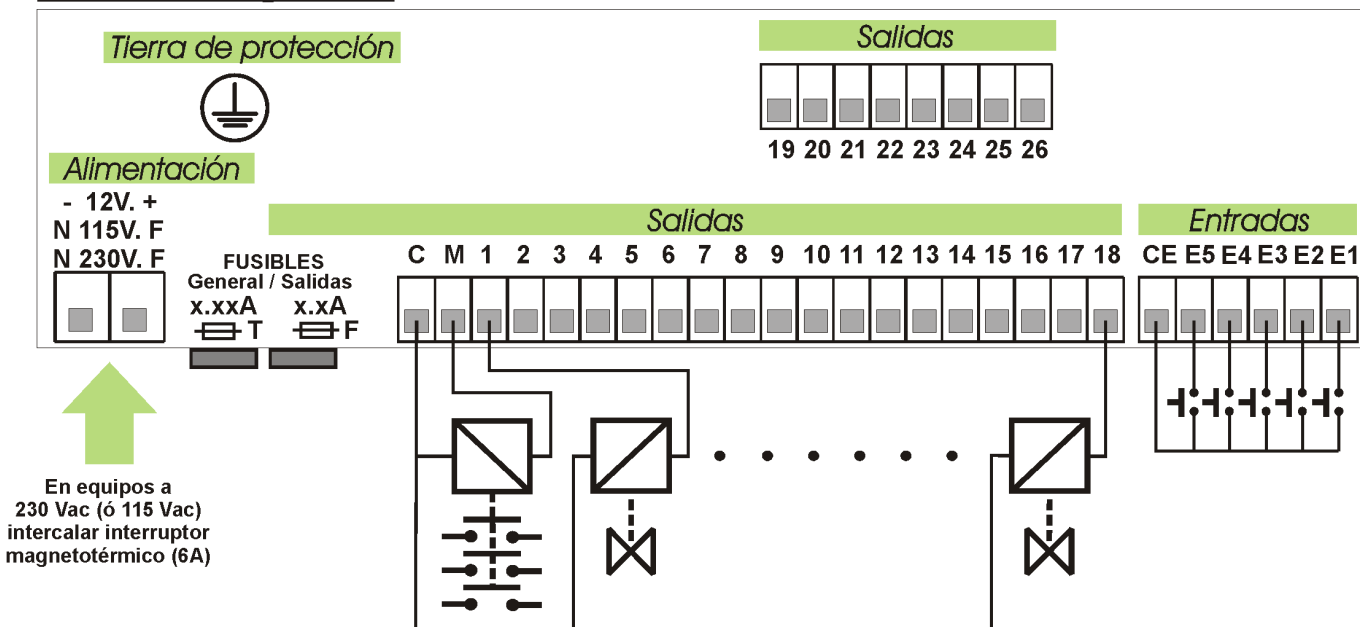 Tierra de protección
Salidas
19 20 21 22 23 24 25 26
Alimentación
- 12V. +
N 115V. F
N 230V. F
FUSIBLES
General / Salidas
x.xxA x.xA
T F
Salidas
C M 1 2 3 4 5 6 7 8 9 10 11 12 13 14 15 16 17 18
Entradas
CE E5 E4 E3 E2 E1
En equipos a
230 Vac (ó 115 Vac)
intercalar interruptor
magnetotérmico (6A)